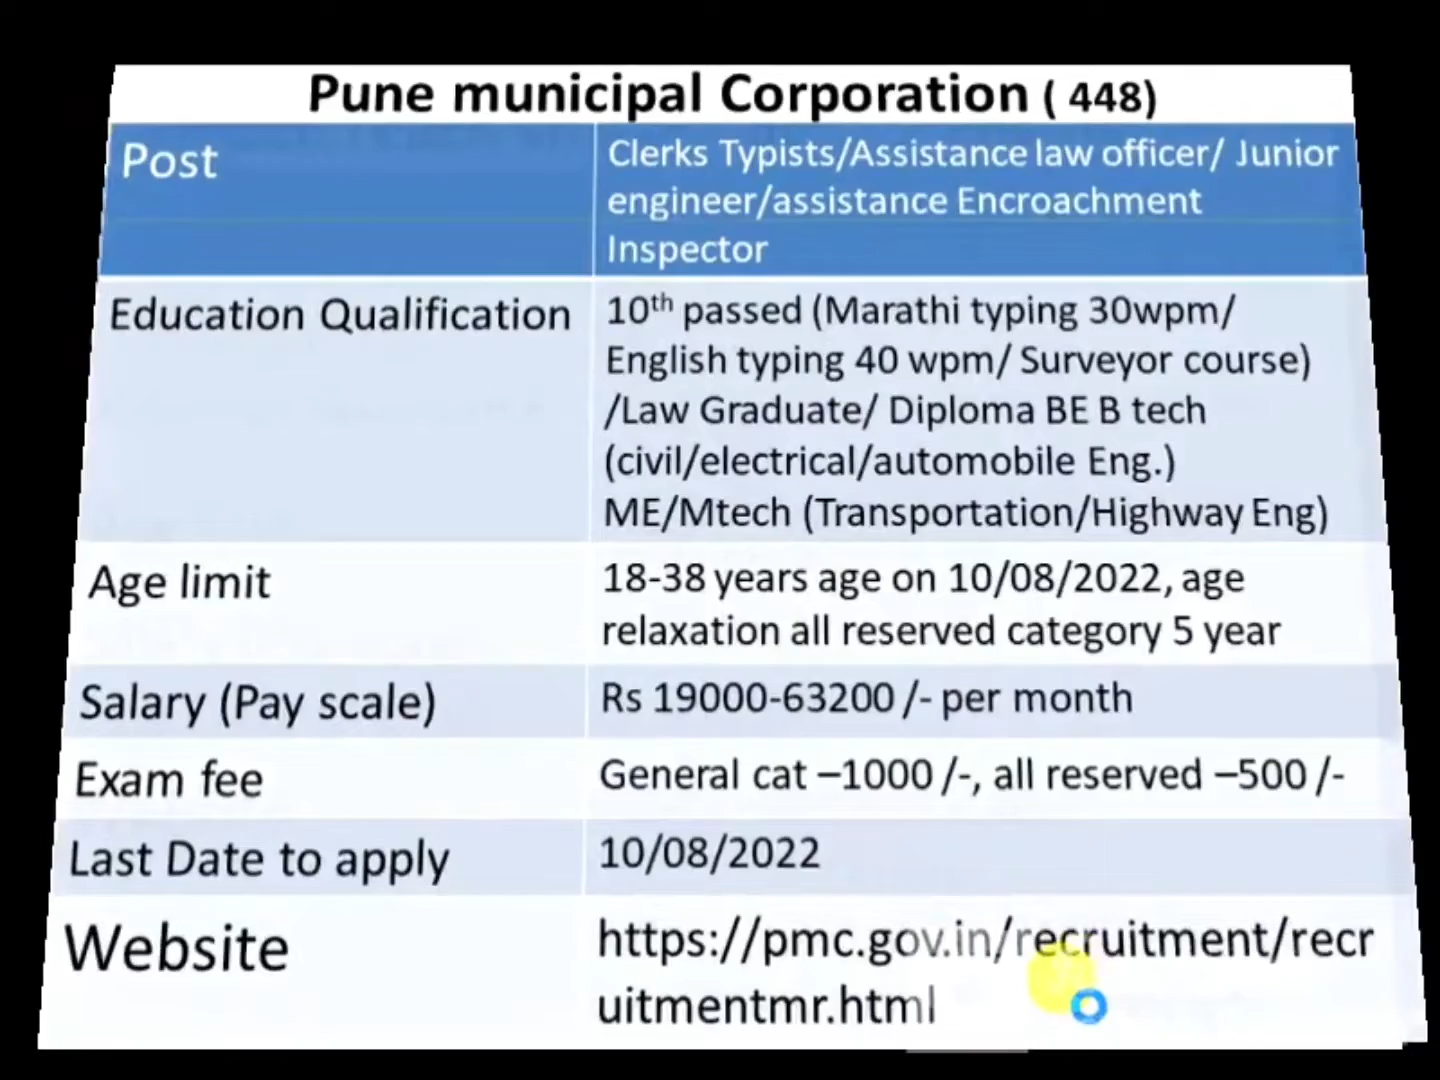 Pune municipal Corporation ( 448)
Post
Clerks Typists/Assistance law officer/ Junior
engineer/assistance Encroachment
Inspector
Education Qualification
10th passed (Marathi typing 30wpm/
English typing 40 wpm/ Surveyor course)
/Law Graduate/ Diploma BE B tech
(civil/electrical/automobile Eng.)
ME/Mtech (Transportation/Highway Eng)
Age limit
18-38 years age on 10/08/2022, age
relaxation all reserved category 5 year
Salary (Pay scale)
Rs 19000-63200 /- per month
Exam fee
General cat –1000 /-, all reserved –500 /-
Last Date to apply
10/08/2022
Website
https://pmc.gov.in/recruitment/recr
uitmentmr.html